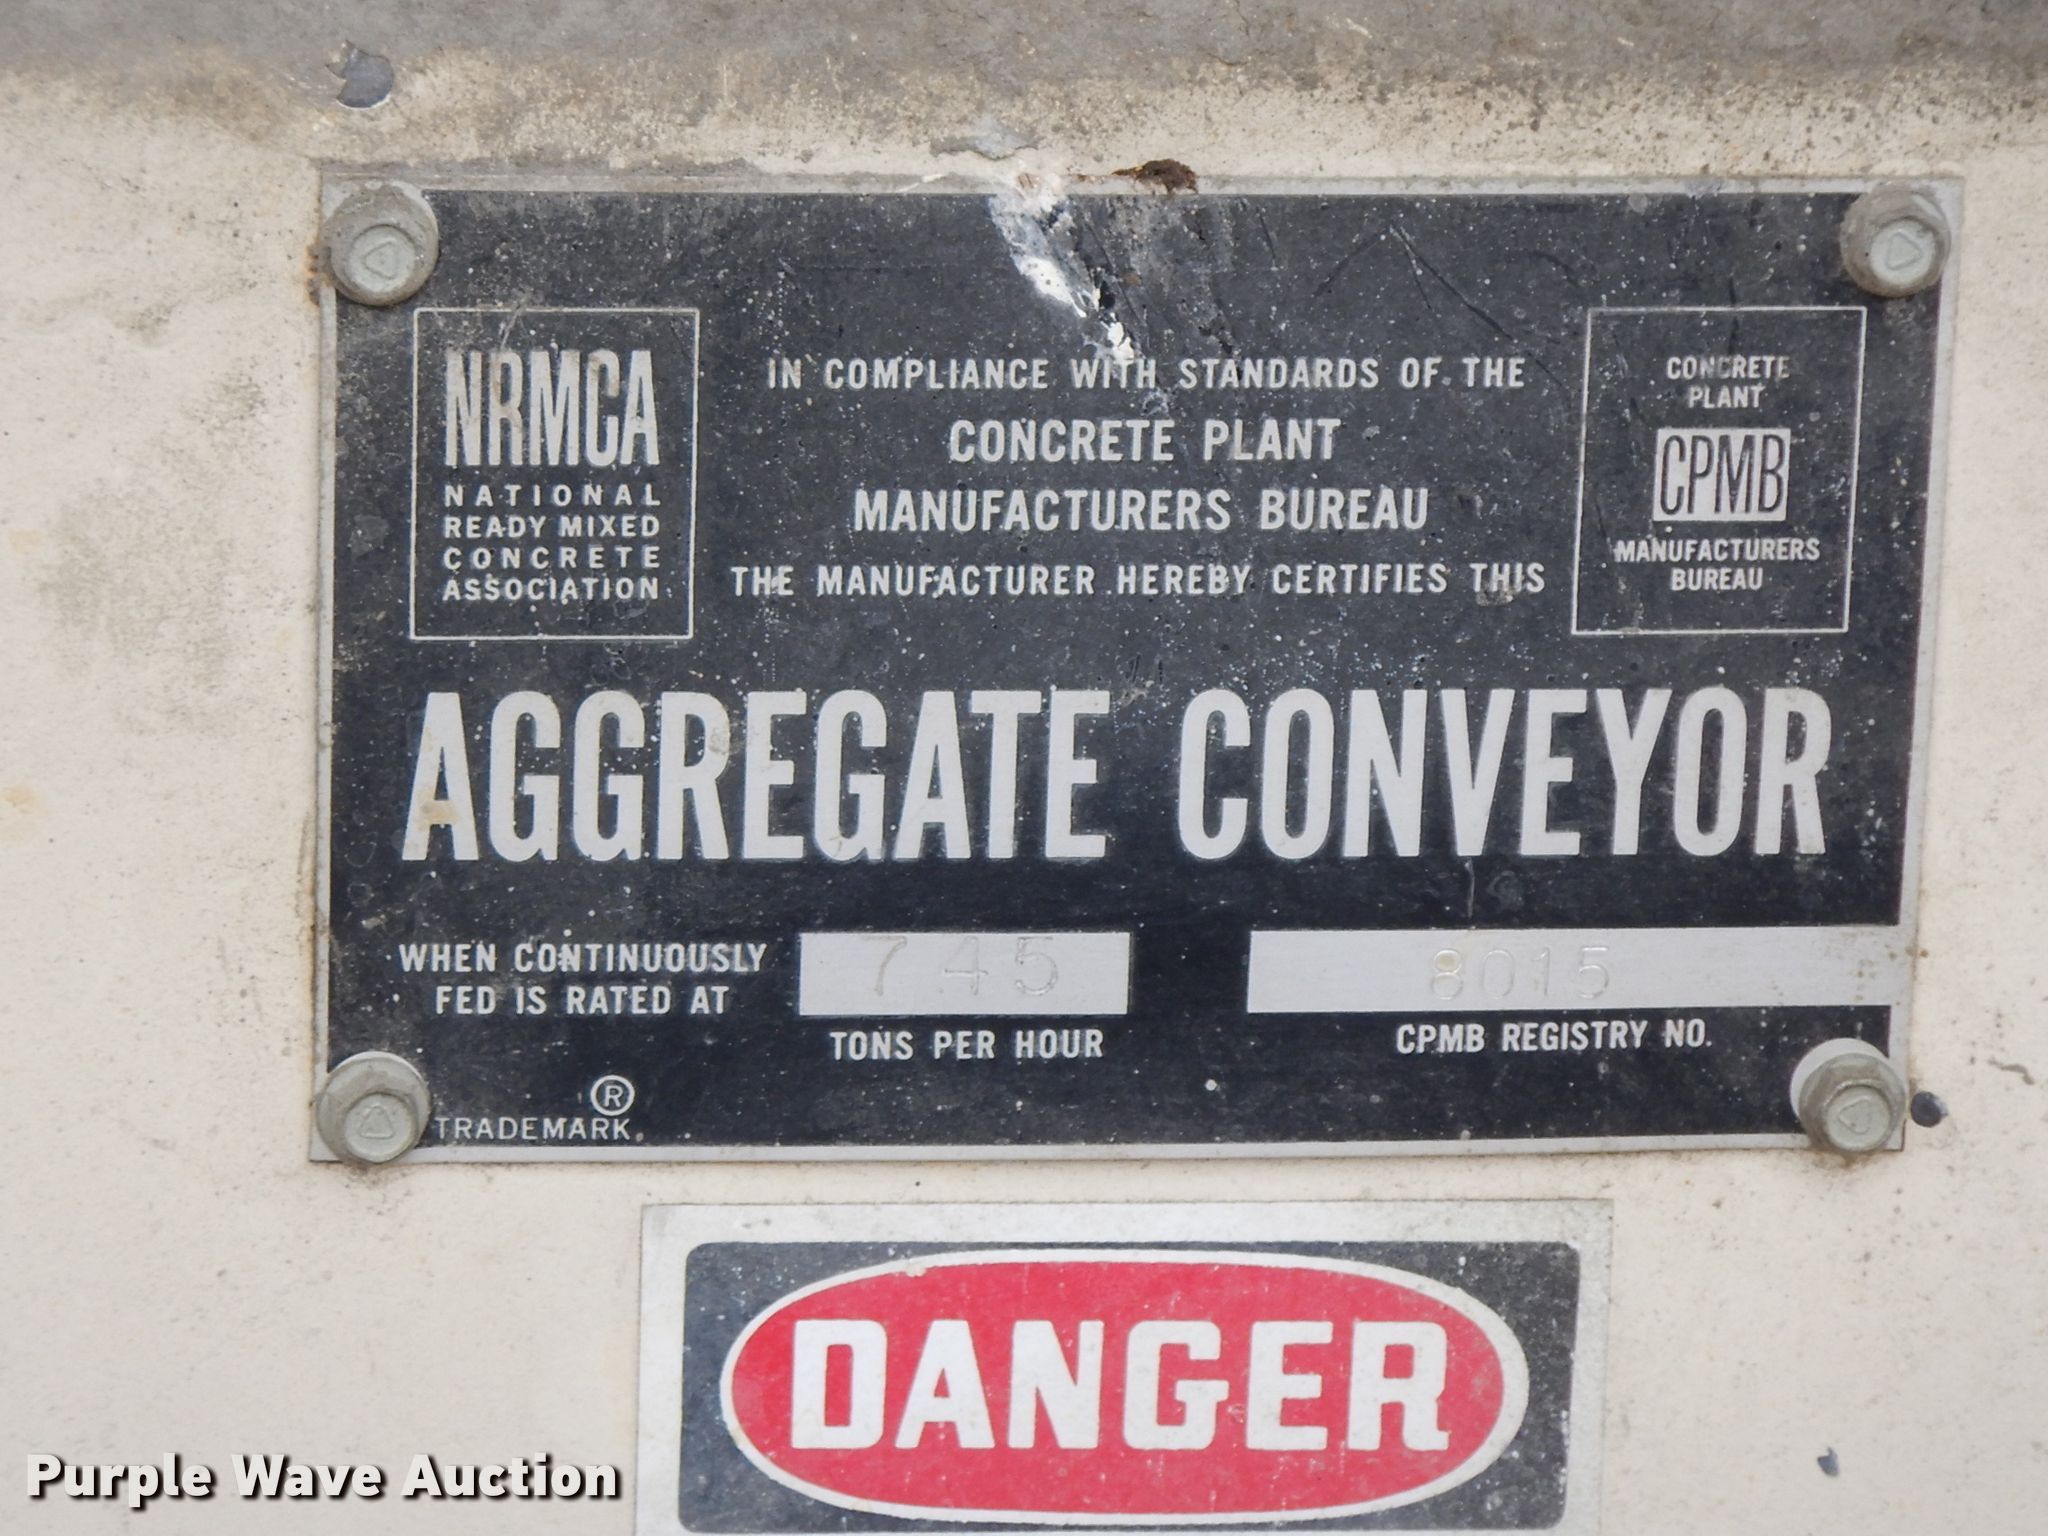 NRMCA
NATIONAL
READY MIXED
CONCRETE
ASSOCIATION
IN COMPLIANCE WITH STANDARDS OF THE
CONCRETE PLANT
MANUFACTURERS BUREAU
THE MANUFACTURER HEREBY CERTIFIES THIS
CONCRETE
PLANT
CPMB
MANUFACTURERS
BUREAU
AGGREGATE CONVEYOR
WHEN CONTINUOUSLY
FED IS RATED AT
745
TONS PER HOUR
8015
CPMB REGISTRY NO.
®
TRADEMARK
DANGER
Purple Wave Auction